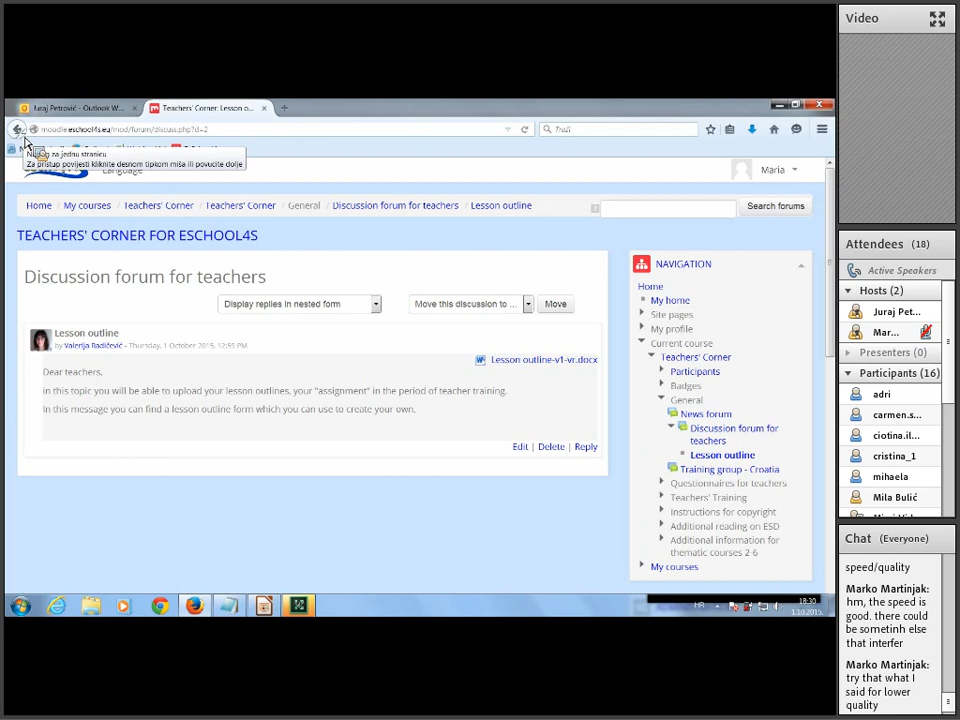 Video
Juraj Petrović - Outlook W...
Teachers' Corner: Lesson o...
moodle.eschool4s.eu/mod/forum/discuss.php?d=2
Traži
za jednu stranicu
Za pristup povijesti kliknite desnom tipkom miša ili povucite dolje
Language
Maria
Home My courses Teachers' Corner Teachers' Corner General Discussion forum for teachers Lesson outline
Search forums
TEACHERS' CORNER FOR ESCHOOL4S
Discussion forum for teachers
Display replies in nested form
Move this discussion to ...
Move
Lesson outline
by Valerija Radičević - Thursday, 1 October 2015, 12:55 PM
Lesson outline-v1-vr.docx
Dear teachers,
in this topic you will be able to upload your lesson outlines, your "assignment" in the period of teacher training.
In this message you can find a lesson outline form which you can use to create your own.
Edit | Delete | Reply
NAVIGATION
Home
My home
Site pages
My profile
Current course
Teachers' Corner
Participants
Badges
General
News forum
Discussion forum for
teachers
Lesson outline
Training group - Croatia
Questionnaires for teachers
Teachers' Training
Instructions for copyright
Additional reading on ESD
Additional information for
thematic courses 2-6
My courses
HR
18:30
1.10.2015.
Attendees (18)
Active Speakers
Hosts (2)
Juraj Pet...
Mar...
Presenters (0)
Participants (16)
adri
carmen.s...
ciotina.il...
cristina_1
mihaela
Mila Bulić
Chat (Everyone)
speed/quality
Marko Martinjak:
hm, the speed is
good. there could
be sometinh else
that interfer
Marko Martinjak:
try that what I
said for lower
quality